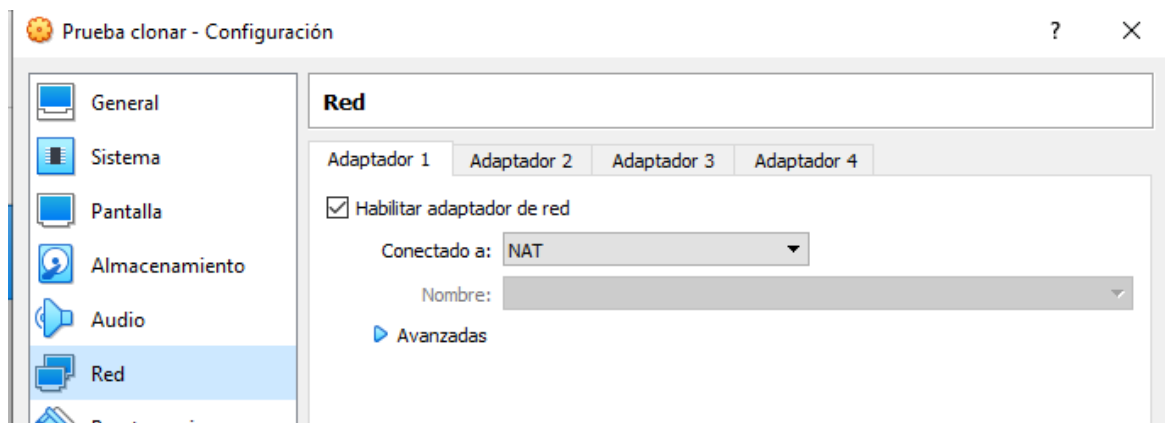 Prueba clonar - Configuración ? ✕
General
Sistema
Pantalla
Almacenamiento
Audio
Red
Red
Adaptador 1 Adaptador 2 Adaptador 3 Adaptador 4
Habilitar adaptador de red
Conectado a: NAT
Nombre:
Avanzadas